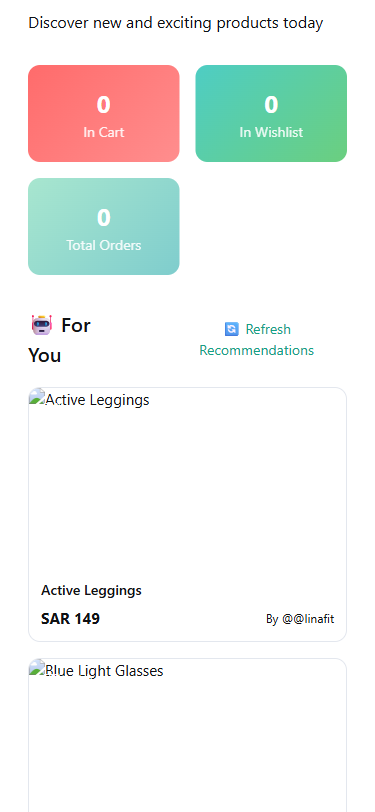 Discover new and exciting products today
0
In Cart
0
In Wishlist
0
Total Orders
For
You
Refresh
Recommendations
Active Leggings
Active Leggings
SAR 149
By @@linafit
Blue Light Glasses